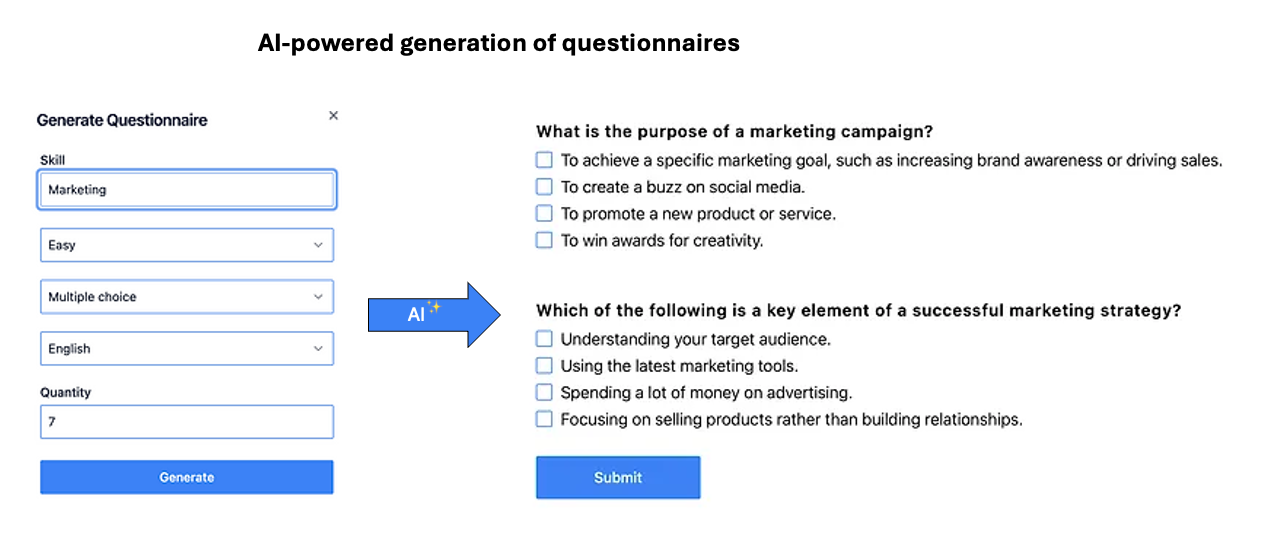 AI-powered generation of questionnaires
Generate Questionnaire
Skill
Marketing
Easy
Multiple choice
English
Quantity
7
Generate
AI
What is the purpose of a marketing campaign?
To achieve a specific marketing goal, such as increasing brand awareness or driving sales.
To create a buzz on social media.
To promote a new product or service.
To win awards for creativity.
Which of the following is a key element of a successful marketing strategy?
Understanding your target audience.
Using the latest marketing tools.
Spending a lot of money on advertising.
Focusing on selling products rather than building relationships.
Submit